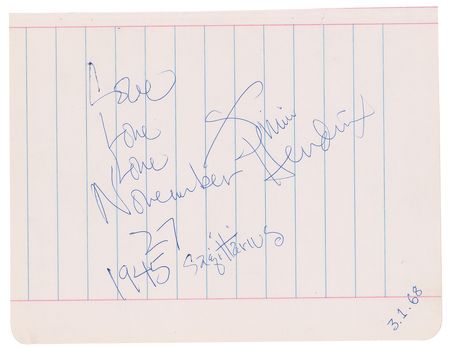 Love
Love
Love
November
27
1945
Sagittarius
Jimi
Hendrix
3.1.68